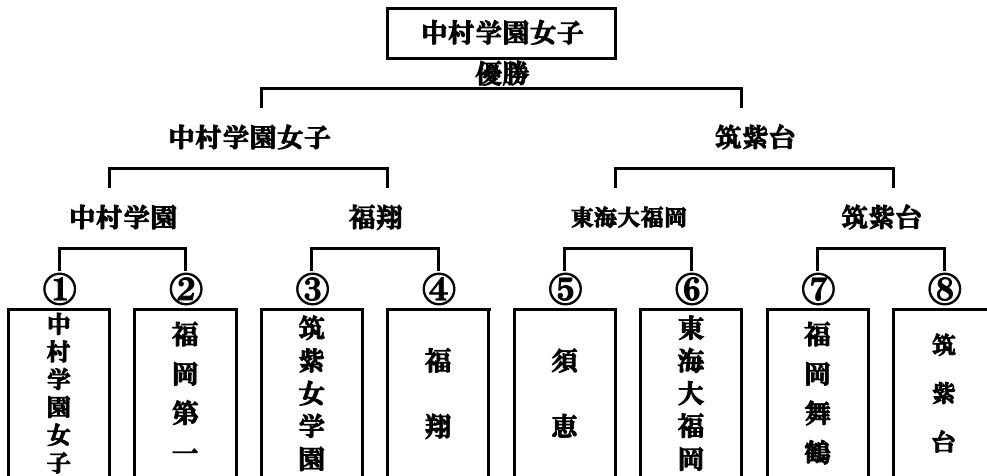 中村学園女子
優勝
中村学園女子
筑紫台
中村学園
福翔
東海大福岡
筑紫台
①
②
③
④
⑤
⑥
⑦
⑧
中村学園女子
福岡第一
筑紫女学園
福翔
須恵
東海大福岡
福岡舞鶴
筑紫台